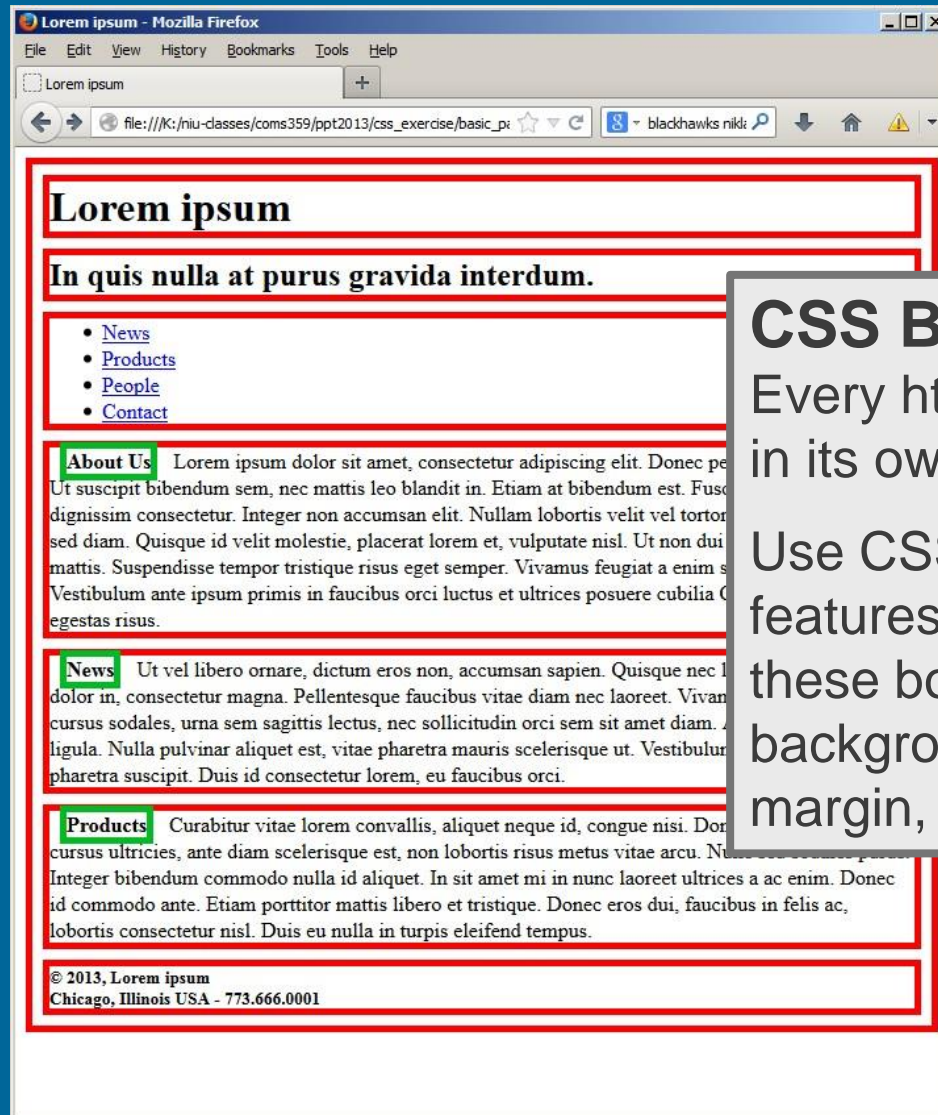 Lorem ipsum - Mozilla Firefox
File Edit View History Bookmarks Tools Help
Lorem ipsum
file:///K:/niu-classes/coms359/ppt2013/css_exercise/basic_pa
blackhawks nikla
Lorem ipsum
In quis nulla at purus gravida interdum.
• News
• Products
• People
• Contact
About Us Lorem ipsum dolor sit amet, consectetur adipiscing elit. Donec pe
Ut suscipit bibendum sem, nec mattis leo blandit in. Etiam at bibendum est. Fusc
dignissim consectetur. Integer non accumsan elit. Nullam lobortis velit vel tortor
sed diam. Quisque id velit molestie, placerat lorem et, vulputate nisl. Ut non dui
mattis. Suspendisse tempor tristique risus eget semper. Vivamus feugiat a enim s
Vestibulum ante ipsum primis in faucibus orci luctus et ultrices posuere cubilia
egestas risus.
News Ut vel libero ornare, dictum eros non, accumsan sapien. Quisque nec
dolor in, consectetur magna. Pellentesque faucibus vitae diam nec laoreet. Vivam
cursus sodales, urna sem sagittis lectus, nec sollicitudin orci sem sit amet diam.
ligula. Nulla pulvinar aliquet est, vitae pharetra mauris scelerisque ut. Vestibulum
pharetra suscipit. Duis id consectetur lorem, eu faucibus orci.
Products Curabitur vitae lorem convallis, aliquet neque id, congue nisi. Don
cursus ultricies, ante diam scelerisque est, non lobortis risus metus vitae arcu.
Integer bibendum commodo nulla id aliquet. In sit amet mi in nunc laoreet ultrices a ac enim. Donec
id commodo ante. Etiam porttitor mattis libero et tristique. Donec eros dui, faucibus in felis ac,
lobortis consectetur nisl. Duis eu nulla in turpis eleifend tempus.
© 2013, Lorem ipsum
Chicago, Illinois USA - 773.666.0001
CSS B
Every ht
in its ow
Use CSS
features
these bo
backgro
margin,